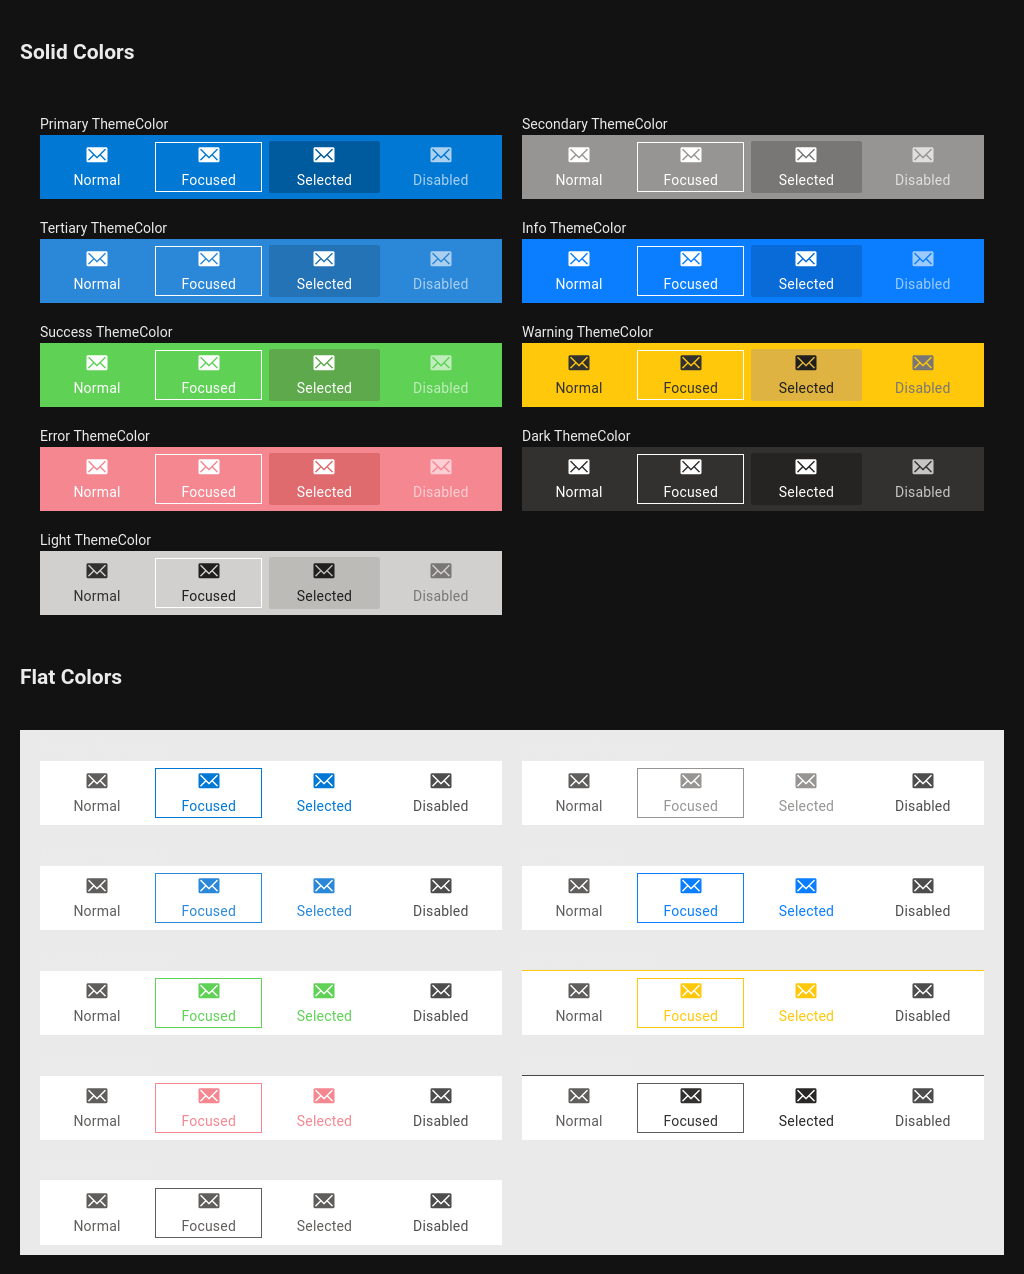 Solid Colors
Primary ThemeColor
Normal Focused Selected Disabled
Secondary ThemeColor
Normal Focused Selected Disabled
Tertiary ThemeColor
Normal Focused Selected Disabled
Info ThemeColor
Normal Focused Selected Disabled
Success ThemeColor
Normal Focused Selected Disabled
Warning ThemeColor
Normal Focused Selected Disabled
Error ThemeColor
Normal Focused Selected Disabled
Dark ThemeColor
Normal Focused Selected Disabled
Light ThemeColor
Normal Focused Selected Disabled
Flat Colors
Normal Focused Selected Disabled
Normal Focused Selected Disabled
Normal Focused Selected Disabled
Normal Focused Selected Disabled
Normal Focused Selected Disabled
Normal Focused Selected Disabled
Normal Focused Selected Disabled
Normal Focused Selected Disabled
Normal Focused Selected Disabled